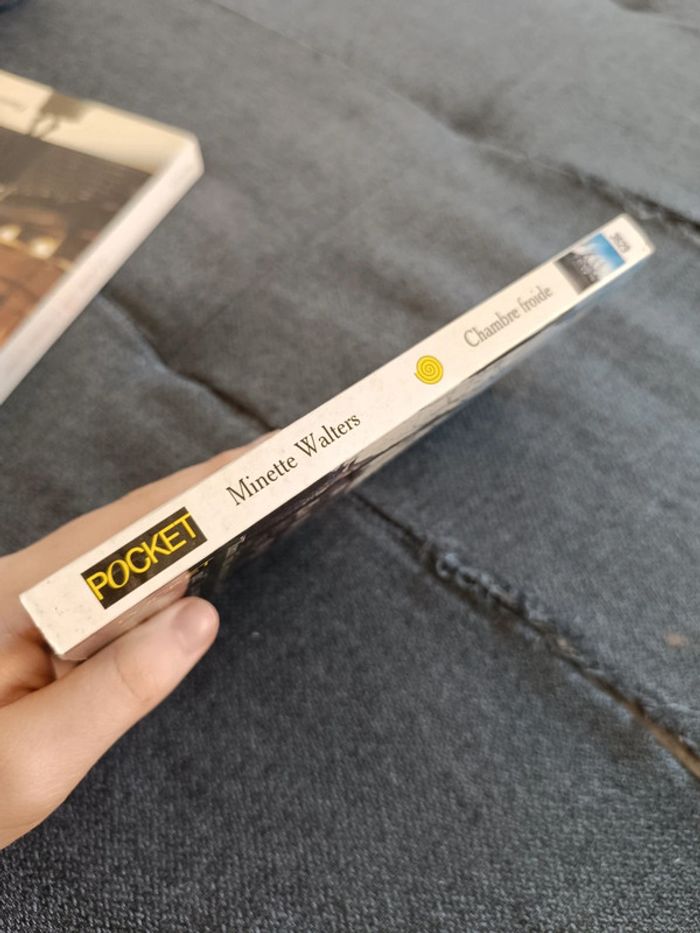 POCKET
Minette Walters
Chambre froide